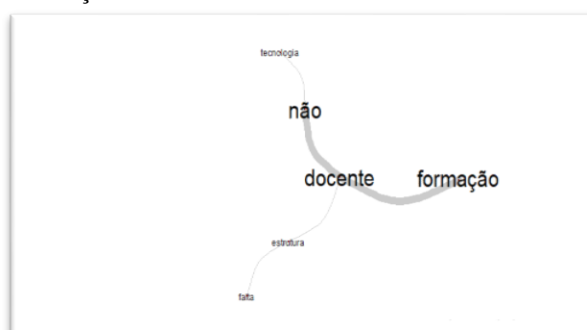 tecnologia
não
docente formação
estrutura
falta